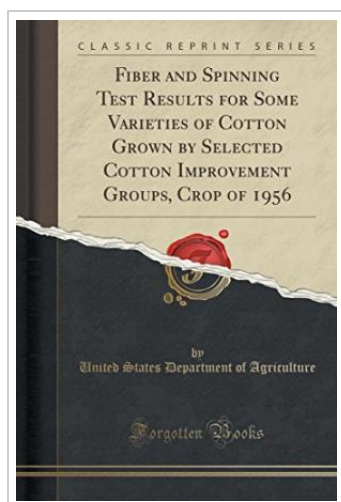 CLASSIC REPRINT SERIES
FIBER AND SPINNING
TEST RESULTS FOR SOME
VARIETIES OF COTTON
GROWN BY SELECTED
COTTON IMPROVEMENT
GROUPS, CROP OF 1956
by
United States Department of Agriculture
Forgotten Books